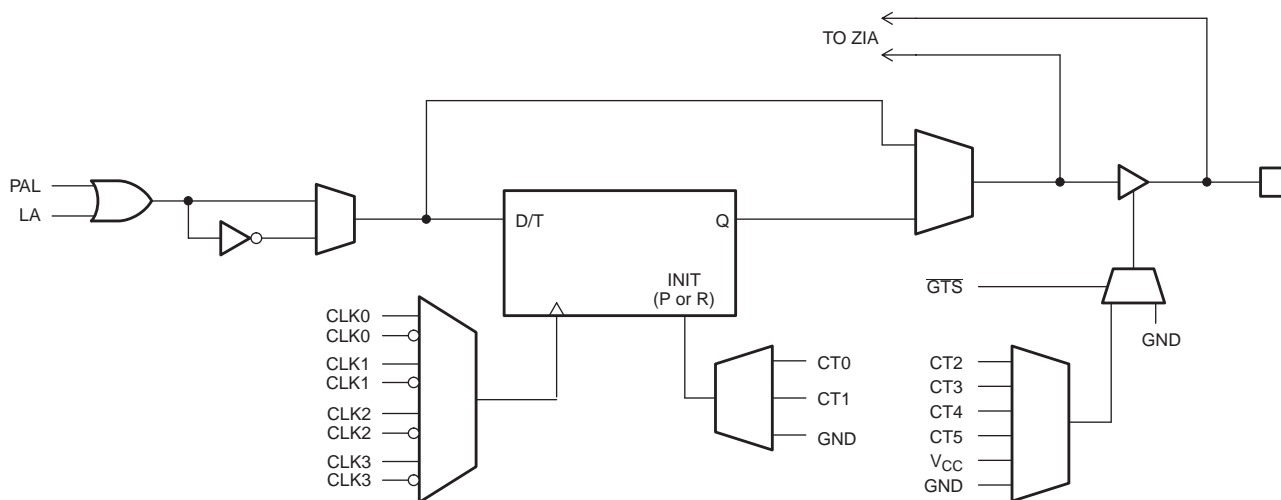 TO ZIA
PAL
LA
D/T
Q
INIT
(P or R)
GTS
GND
CLK0
CLK0
CLK1
CLK1
CLK2
CLK2
CLK3
CLK3
CT0
CT1
GND
CT2
CT3
CT4
CT5
VCC
GND